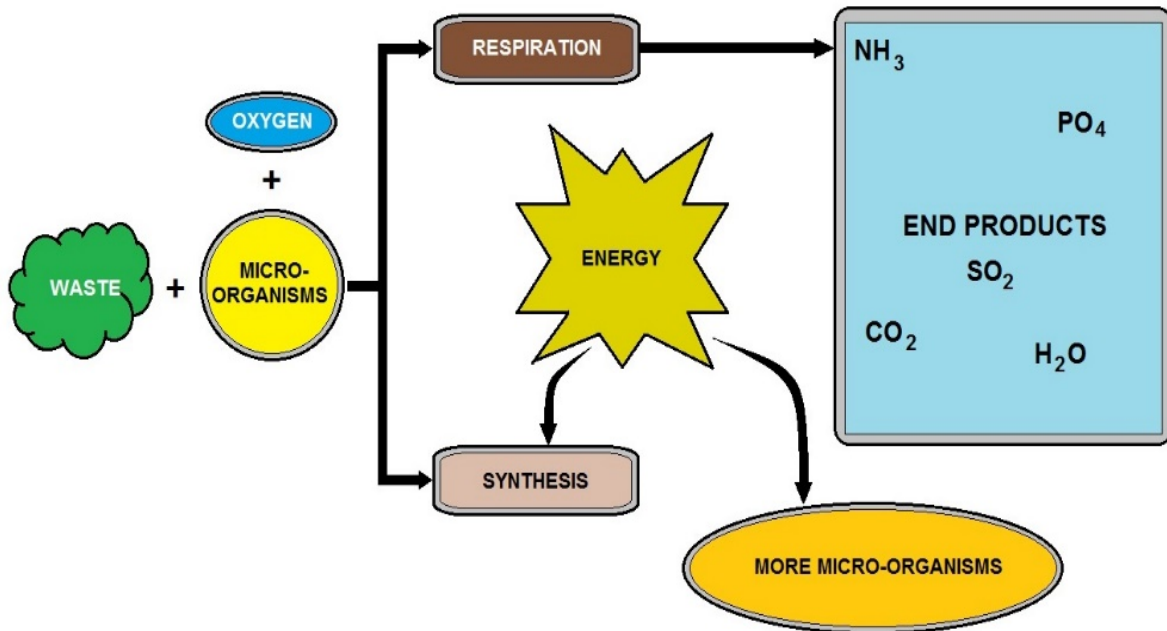 RESPIRATION
NH₃
OXYGEN
PO₄
+
END PRODUCTS
WASTE
+
MICRO-
ORGANISMS
ENERGY
SO₂
CO₂
H₂O
SYNTHESIS
MORE MICRO-ORGANISMS